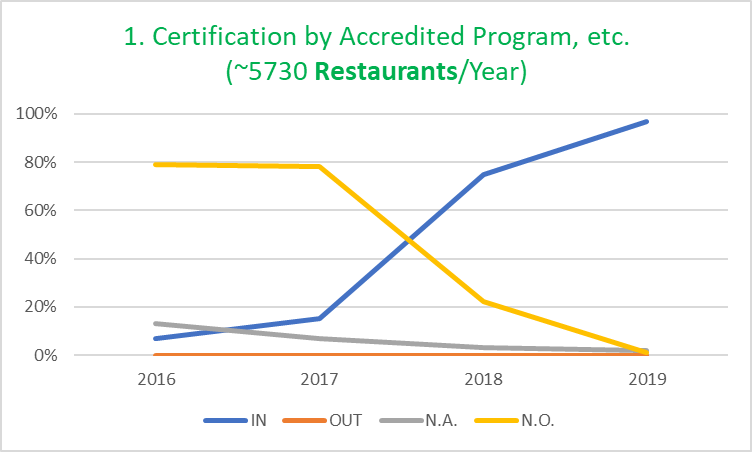 1. Certification by Accredited Program, etc.
(~5730 Restaurants/Year)
100%
80%
60%
40%
20%
0%
2016 2017 2018 2019
IN OUT N.A. N.O.